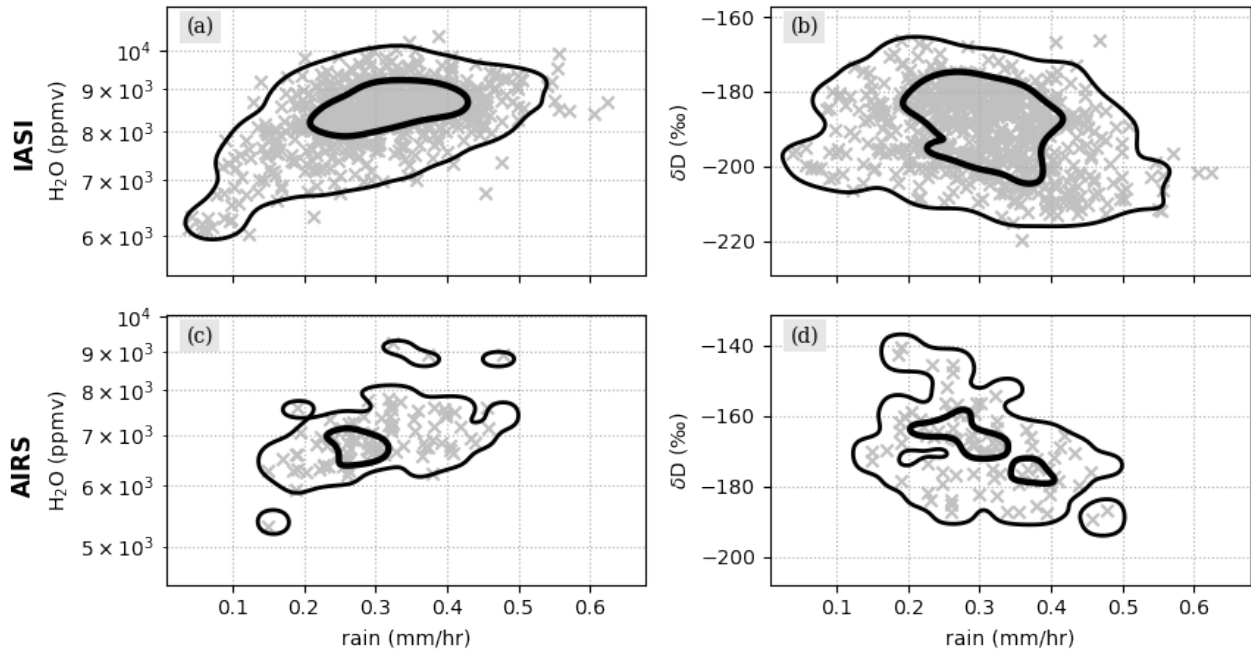 (a)
10⁴
9 × 10³
8 × 10³
7 × 10³
6 × 10³
H₂O (ppmv)
IASI
(b)
−160
−180
−200
−220
δD (‰)
(c)
10⁴
9 × 10³
8 × 10³
7 × 10³
6 × 10³
5 × 10³
H₂O (ppmv)
AIRS
0.1 0.2 0.3 0.4 0.5 0.6
rain (mm/hr)
(d)
−140
−160
−180
−200
δD (‰)
0.1 0.2 0.3 0.4 0.5 0.6
rain (mm/hr)